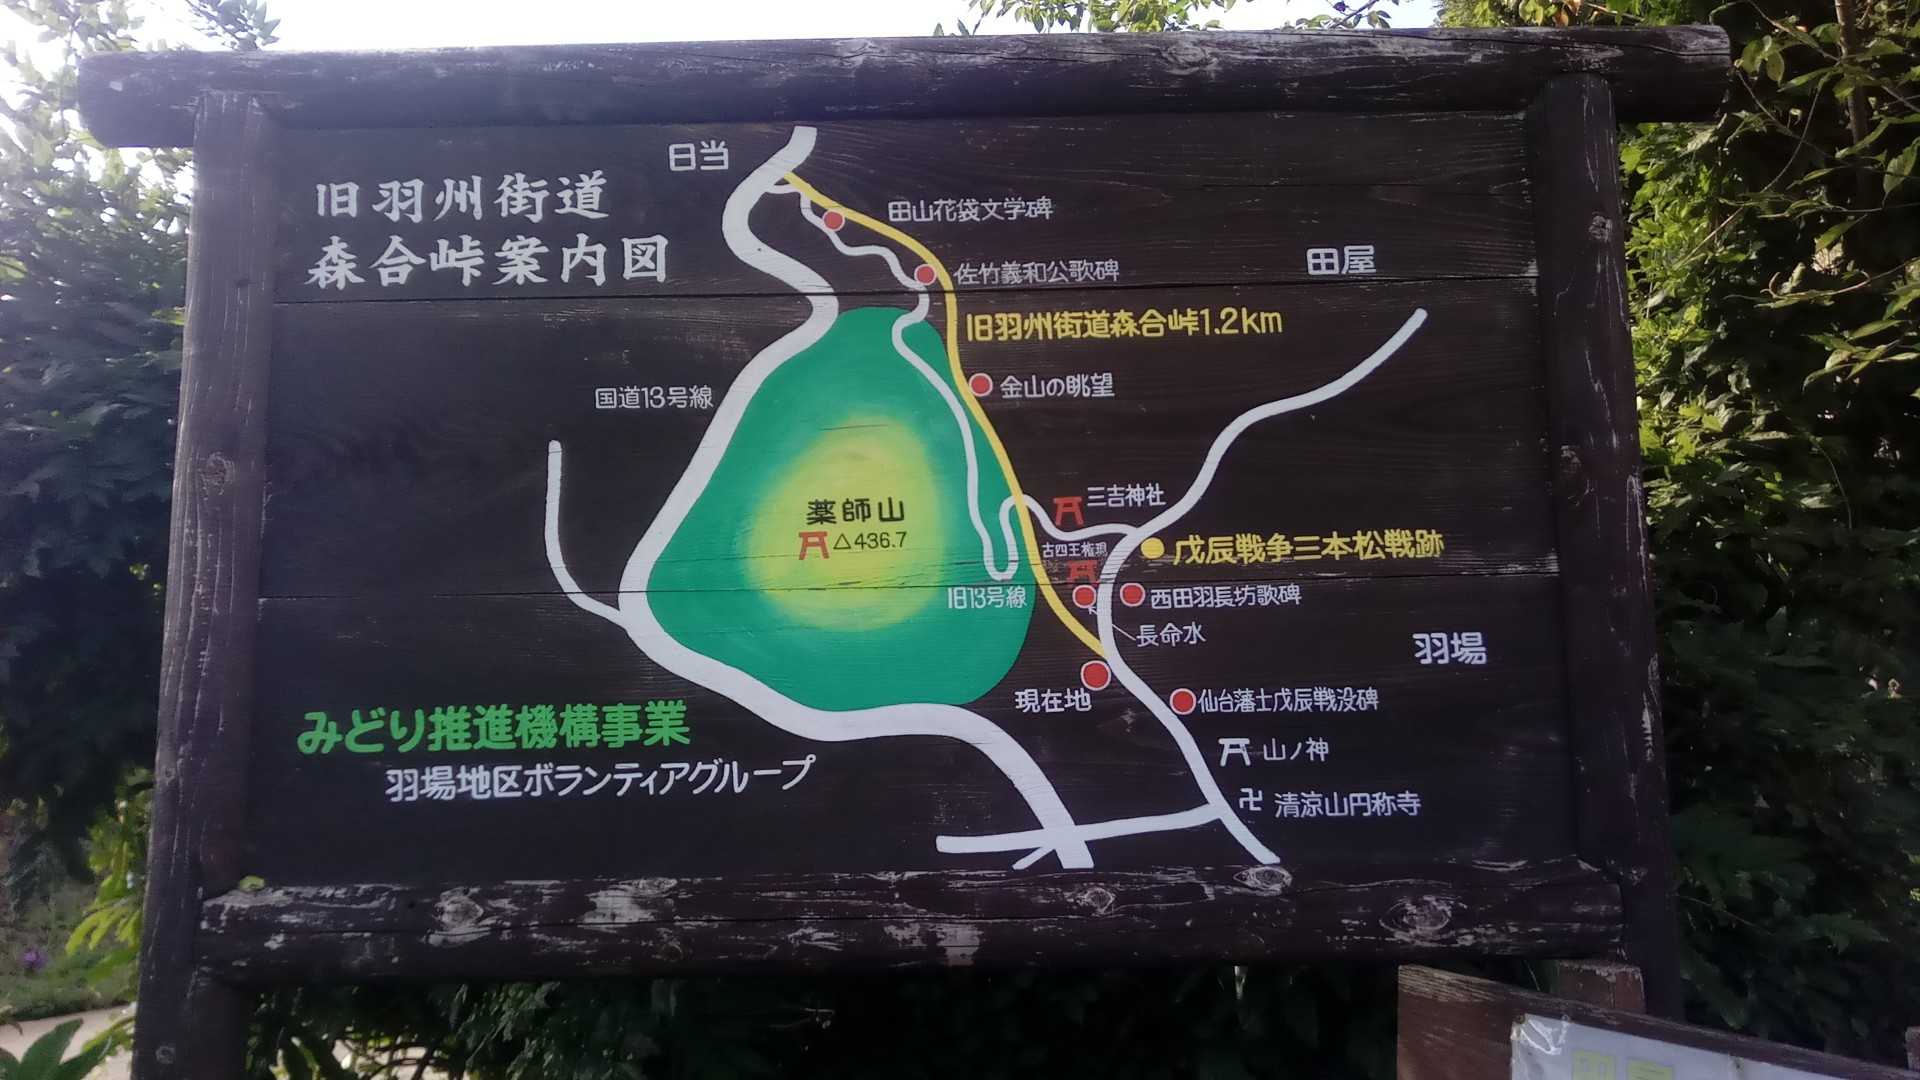 旧羽州街道
森合峠案内図
日当
田山花袋文学碑
佐竹義和公歌碑
田屋
旧羽州街道森合峠1.2km
国道13号線
金山の眺望
三吉神社
薬師山
△436.7
古四王権現
戊辰戦争三本松戦跡
旧13号線
西田羽長坊歌碑
長命水
羽場
現在地
仙台藩士戊辰戦没碑
山ノ神
卍 清涼山円称寺
みどり推進機構事業
羽場地区ボランティアグループ